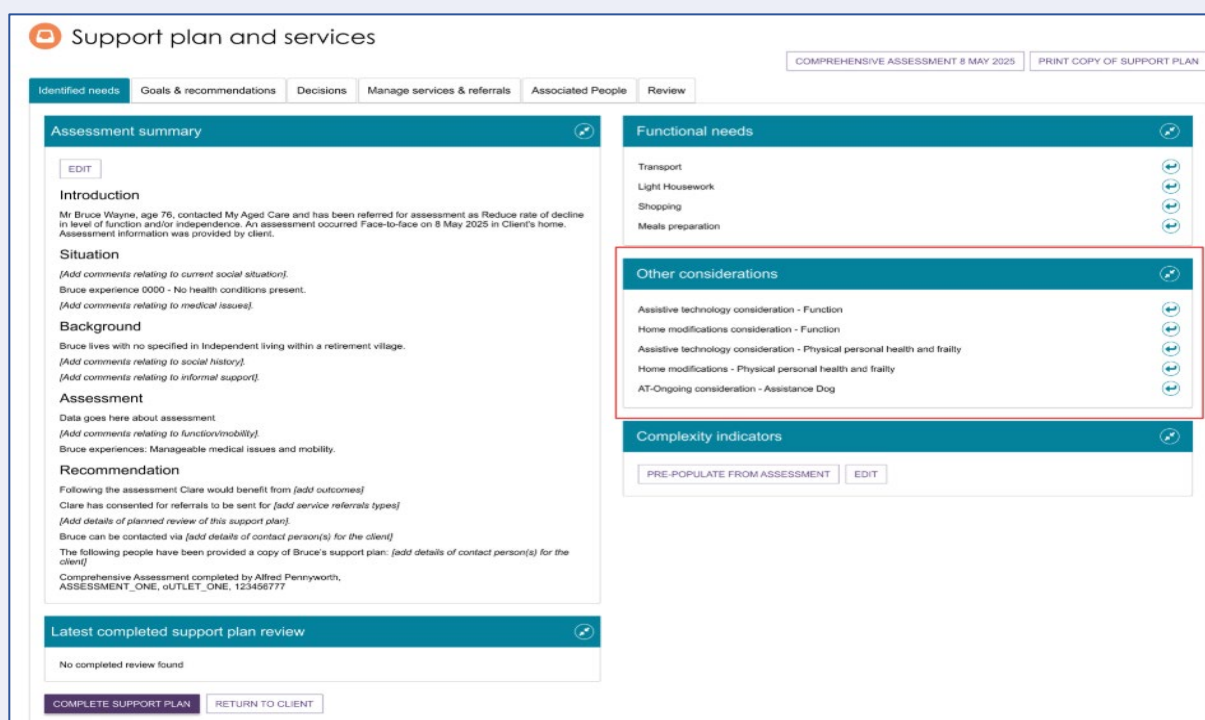 Support plan and services
COMPREHENSIVE ASSESSMENT 8 MAY 2025
PRINT COPY OF SUPPORT PLAN
Identified needs
Goals & recommendations
Decisions
Manage services & referrals
Associated People
Review
Assessment summary
EDIT
Introduction
Mr Bruce Wayne, age 76, contacted My Aged Care and has been referred for assessment as Reduce rate of decline
in level of function and/or independence. An assessment occurred Face-to-face on 8 May 2025 in Client's home.
Assessment information was provided by client.
Situation
[Add comments relating to current social situation].
Bruce experience 0000 - No health conditions present.
[Add comments relating to medical issues].
Background
Bruce lives with no specified in Independent living within a retirement village.
[Add comments relating to social history].
[Add comments relating to informal support].
Assessment
Data goes here about assessment
[Add comments relating to function/mobility].
Bruce experiences: Manageable medical issues and mobility.
Recommendation
Following the assessment Clare would benefit from [add outcomes]
Clare has consented for referrals to be sent for [add service referrals types]
[Add details of planned review of this support plan].
Bruce can be contacted via [add details of contact person(s) for the client]
The following people have been provided a copy of Bruce's support plan: [add details of contact person(s) for the
client]
Comprehensive Assessment completed by Alfred Pennyworth,
ASSESSMENT_ONE, oUTLET_ONE, 123456777
Latest completed support plan review
No completed review found
COMPLETE SUPPORT PLAN
RETURN TO CLIENT
Functional needs
Transport
Light Housework
Shopping
Meals preparation
Other considerations
Assistive technology consideration - Function
Home modifications consideration - Function
Assistive technology consideration - Physical personal health and frailty
Home modifications - Physical personal health and frailty
AT-Ongoing consideration - Assistance Dog
Complexity indicators
PRE-POPULATE FROM ASSESSMENT
EDIT